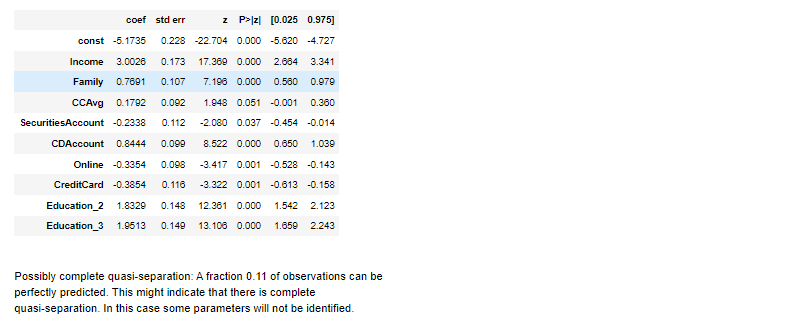 coef std err z P>|z| [0.025 0.975]
const -5.1735 0.228 -22.704 0.000 -5.620 -4.727
Income 3.0026 0.173 17.369 0.000 2.664 3.341
Family 0.7691 0.107 7.196 0.000 0.560 0.979
CCAvg 0.1792 0.092 1.948 0.051 -0.001 0.360
SecuritiesAccount -0.2338 0.112 -2.080 0.037 -0.454 -0.014
CDAccount 0.8444 0.099 8.522 0.000 0.650 1.039
Online -0.3354 0.098 -3.417 0.001 -0.528 -0.143
CreditCard -0.3854 0.116 -3.322 0.001 -0.613 -0.158
Education_2 1.8329 0.148 12.361 0.000 1.542 2.123
Education_3 1.9513 0.149 13.106 0.000 1.659 2.243
Possibly complete quasi-separation: A fraction 0.11 of observations can be
perfectly predicted. This might indicate that there is complete
quasi-separation. In this case some parameters will not be identified.